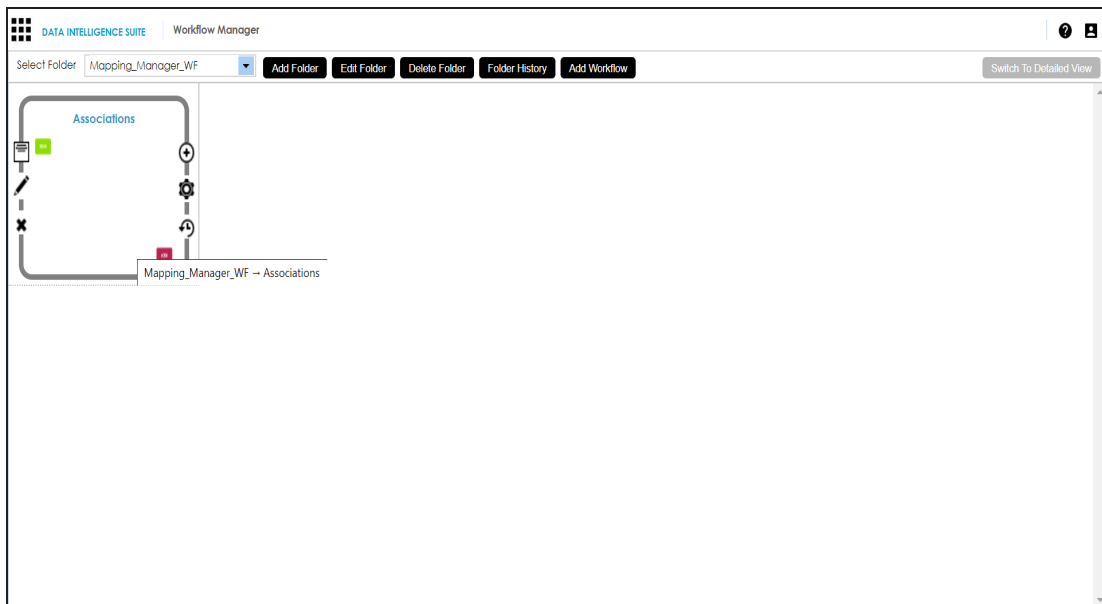 DATA INTELLIGENCE SUITE Workflow Manager
Select Folder Mapping_Manager_WF Add Folder Edit Folder Delete Folder Folder History Add Workflow Switch To Detailed View
Associations
Mapping_Manager_WF → Associations